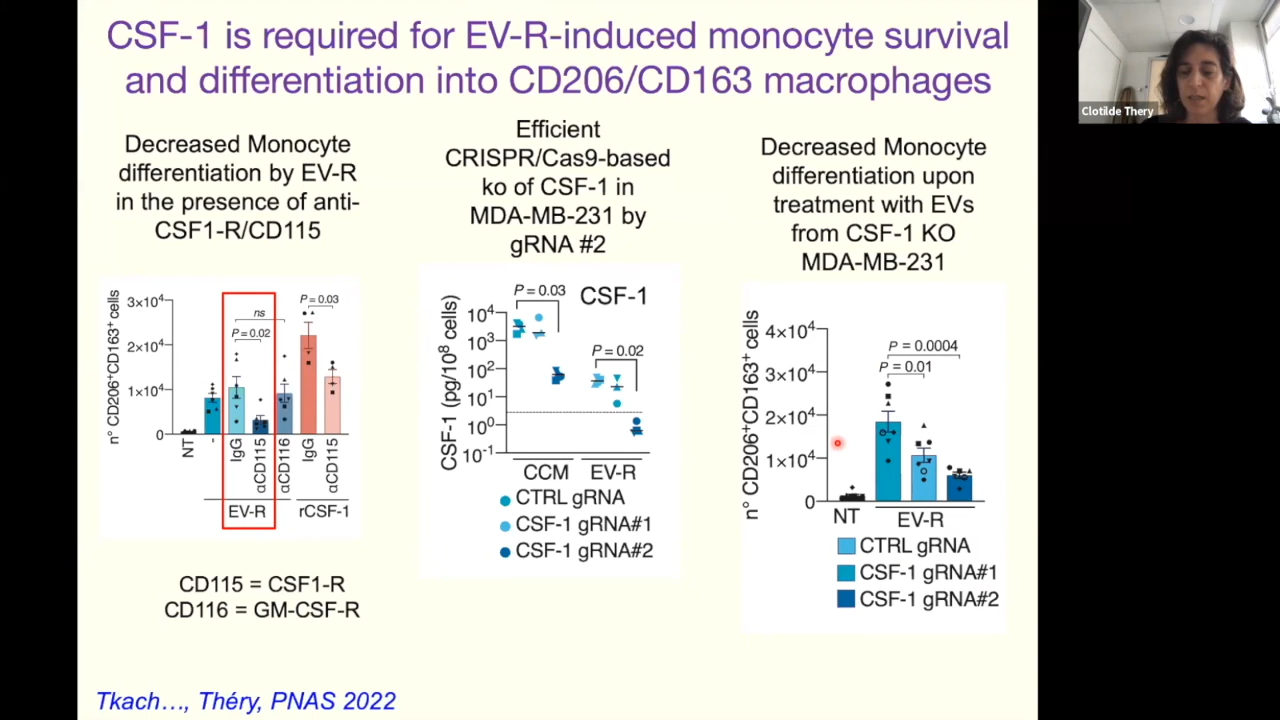 CSF-1 is required for EV-R-induced monocyte survival
and differentiation into CD206/CD163 macrophages
Clotilde Thery
Decreased Monocyte
differentiation by EV-R
in the presence of anti-
CSF1-R/CD115
n° CD206+CD163+ cells
3x10⁴
2x10⁴
1x10⁴
0
P = 0.03
ns
P = 0.02
NT
-
IgG
αCD115
αCD116
IgG
αCD115
EV-R
rCSF-1
CD115 = CSF1-R
CD116 = GM-CSF-R
Efficient
CRISPR/Cas9-based
ko of CSF-1 in
MDA-MB-231 by
gRNA #2
CSF-1 (pg/10⁸ cells)
P = 0.03
CSF-1
10⁴
10³
10²
10¹
10⁰
10⁻¹
P = 0.02
CCM
EV-R
CTRL gRNA
CSF-1 gRNA#1
CSF-1 gRNA#2
Decreased Monocyte
differentiation upon
treatment with EVs
from CSF-1 KO
MDA-MB-231
n° CD206+CD163+ cells
4x10⁴
3x10⁴
2x10⁴
1x10⁴
0
P = 0.0004
P = 0.01
NT
EV-R
CTRL gRNA
CSF-1 gRNA#1
CSF-1 gRNA#2
Tkach…, Théry, PNAS 2022